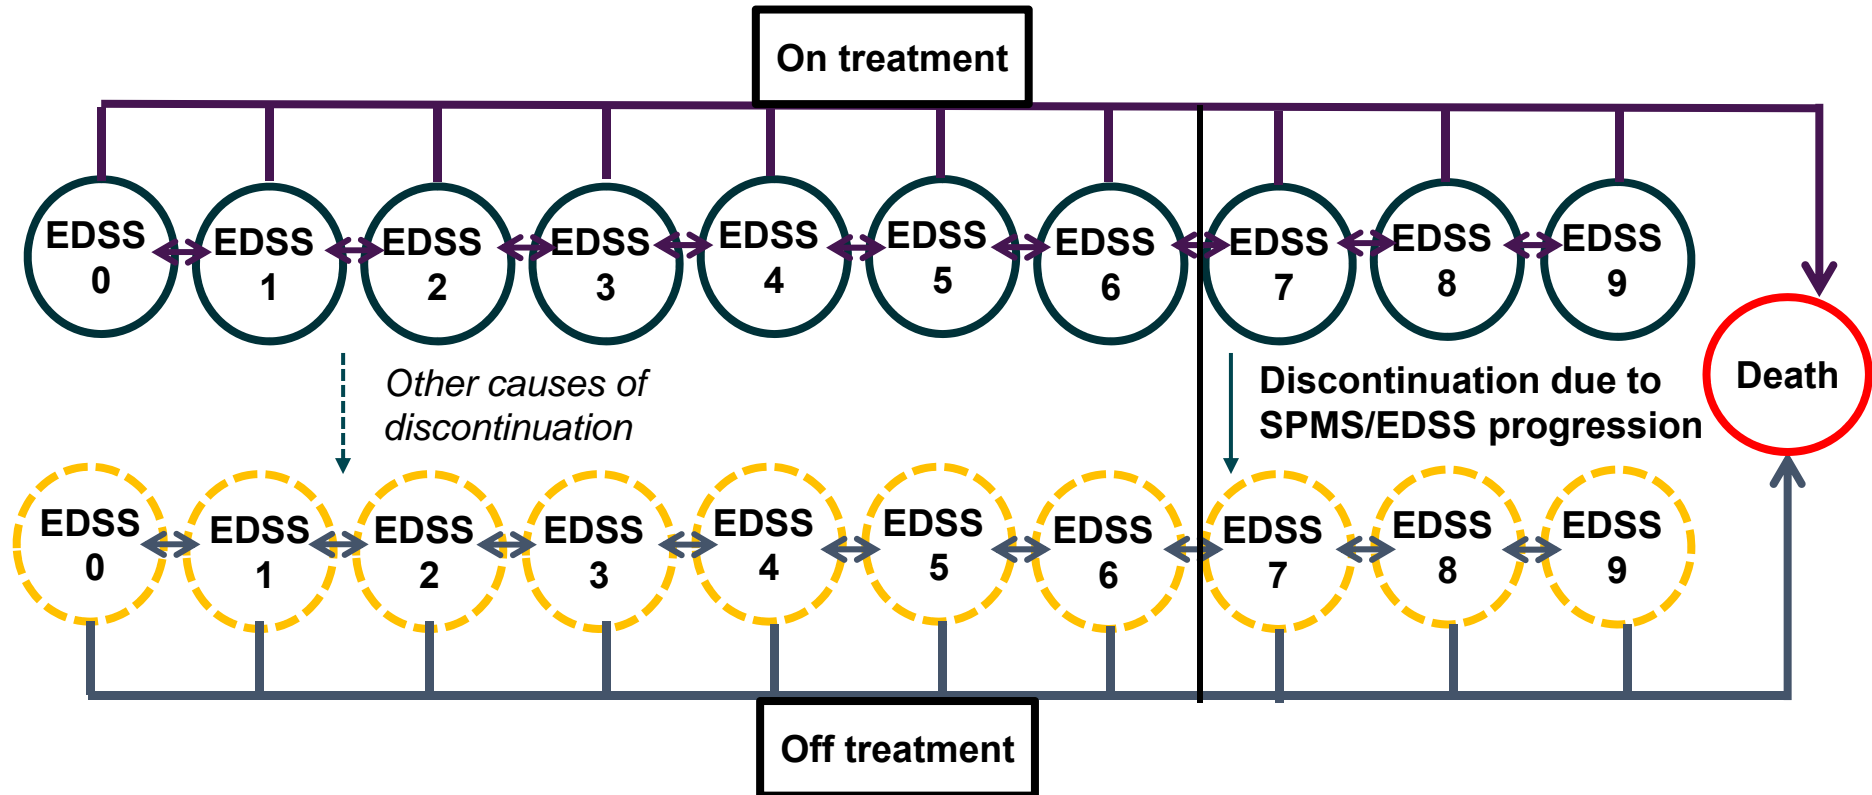 On treatment
EDSS
0
EDSS
1
EDSS
2
EDSS
3
EDSS
4
EDSS
5
EDSS
6
EDSS
7
EDSS
8
EDSS
9
Other causes of
discontinuation
Discontinuation due to
SPMS/EDSS progression
Death
EDSS
0
EDSS
1
EDSS
2
EDSS
3
EDSS
4
EDSS
5
EDSS
6
EDSS
7
EDSS
8
EDSS
9
Off treatment